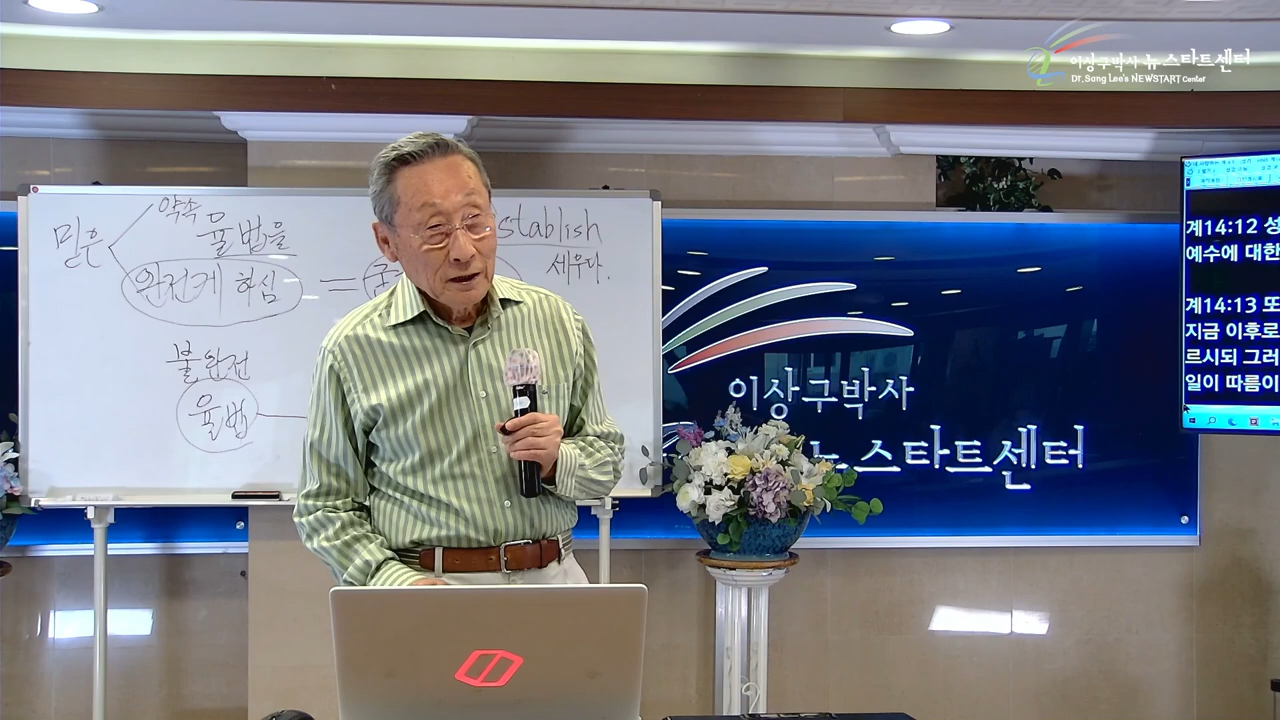 이상구박사 뉴스타트센터
Dr. Sang Lee's NEWSTART Center
믿음
약속
율법을
완전케 하심 =
stablish
세우다.
불완전
율법
이상구박사
뉴스타트센터
계14:12 성
예수에 대한
계14:13 또
지금 이후로
르시되 그러
일이 따름이